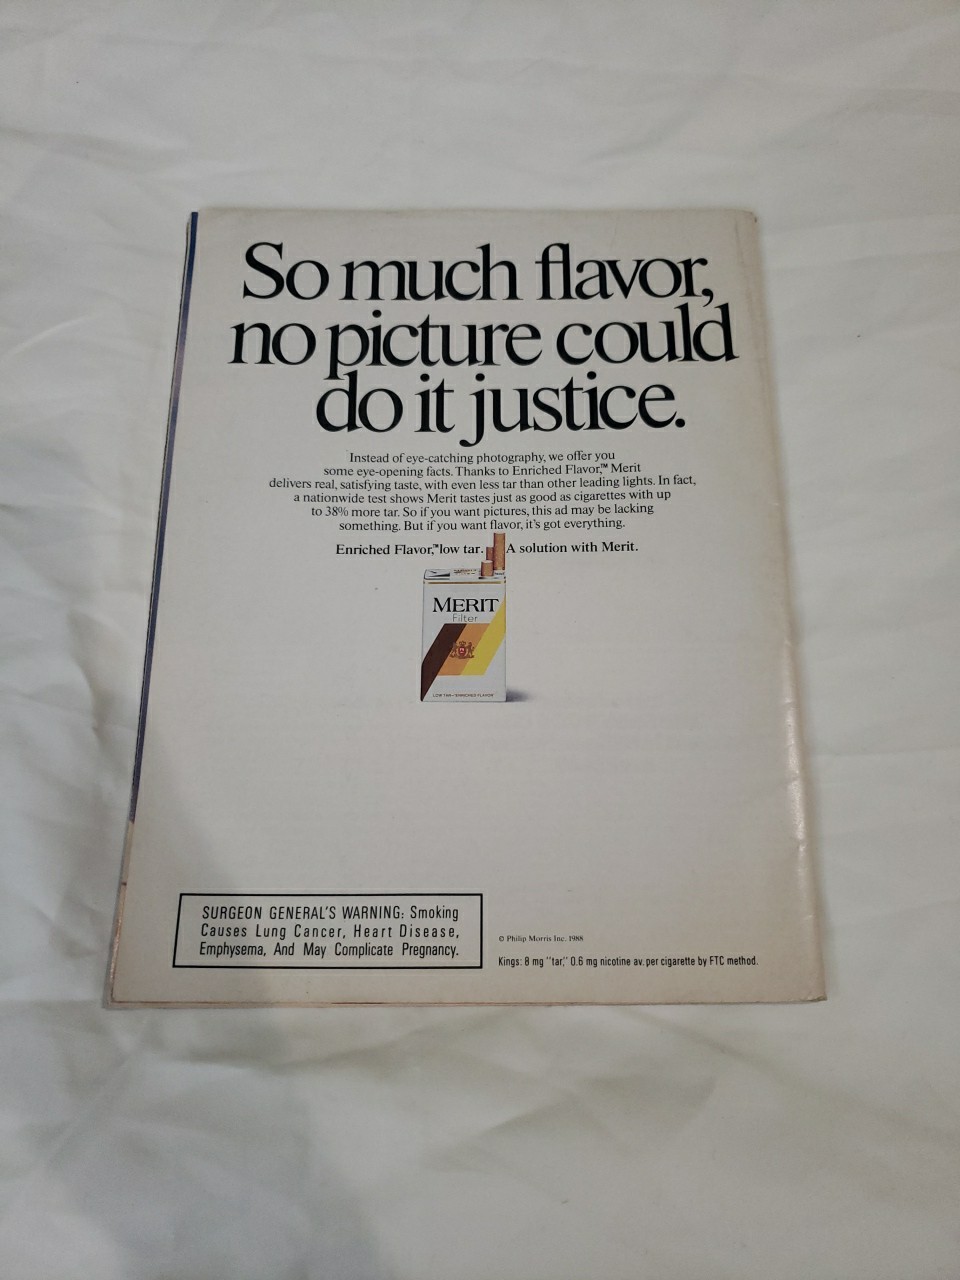 So much flavor,
no picture could
do it justice.
Instead of eye-catching photography, we offer you
some eye-opening facts. Thanks to Enriched Flavor,™ Merit
delivers real, satisfying taste, with even less tar than other leading lights. In fact,
a nationwide test shows Merit tastes just as good as cigarettes with up
to 38% more tar. So if you want pictures, this ad may be lacking
something. But if you want flavor, it's got everything.
Enriched Flavor,™ low tar. A solution with Merit.
MERIT
Filter
LOW TAR—ENRICHED FLAVOR
SURGEON GENERAL'S WARNING: Smoking
Causes Lung Cancer, Heart Disease,
Emphysema, And May Complicate Pregnancy.
© Philip Morris Inc. 1988
Kings: 8 mg "tar," 0.6 mg nicotine av. per cigarette by FTC method.